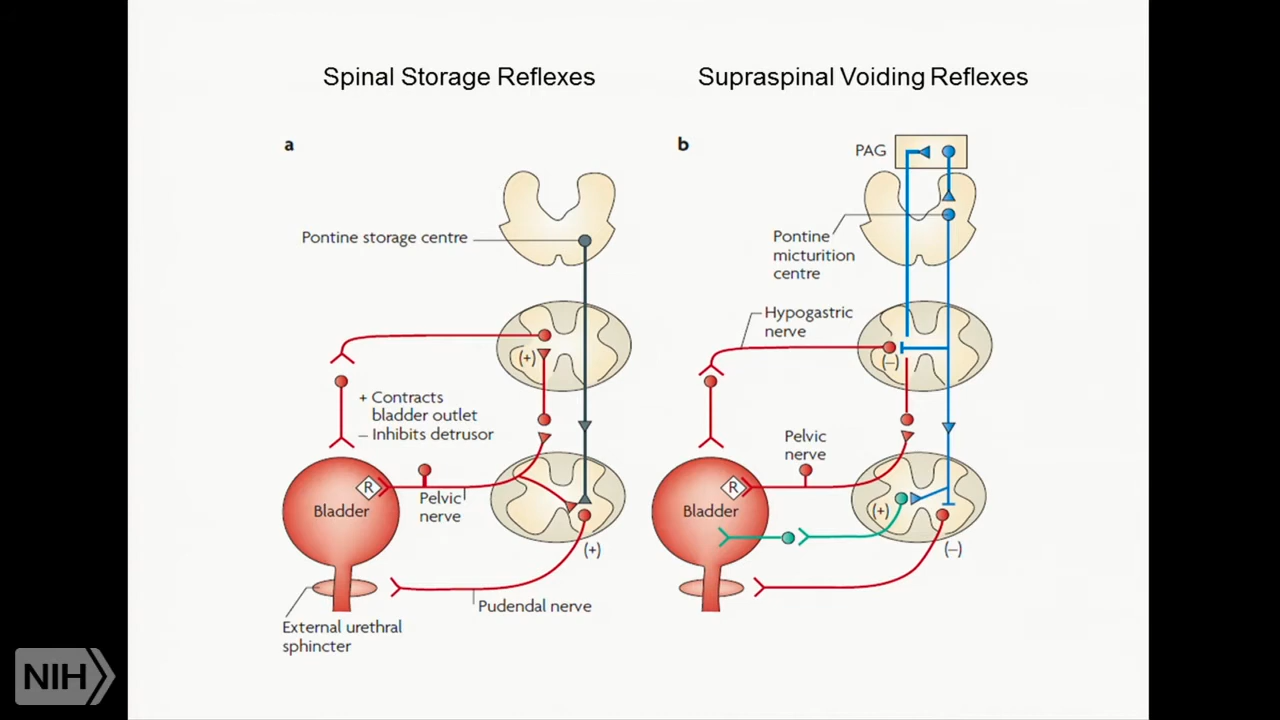 Spinal Storage Reflexes
Supraspinal Voiding Reflexes
a
Pontine storage centre
(+)
+ Contracts
bladder outlet
– Inhibits detrusor
R
Bladder
Pelvic
nerve
(+)
Pudendal nerve
External urethral
sphincter
b
PAG
Pontine
micturition
centre
Hypogastric
nerve
(–)
Pelvic
nerve
R
Bladder
(+)
(–)
NIH